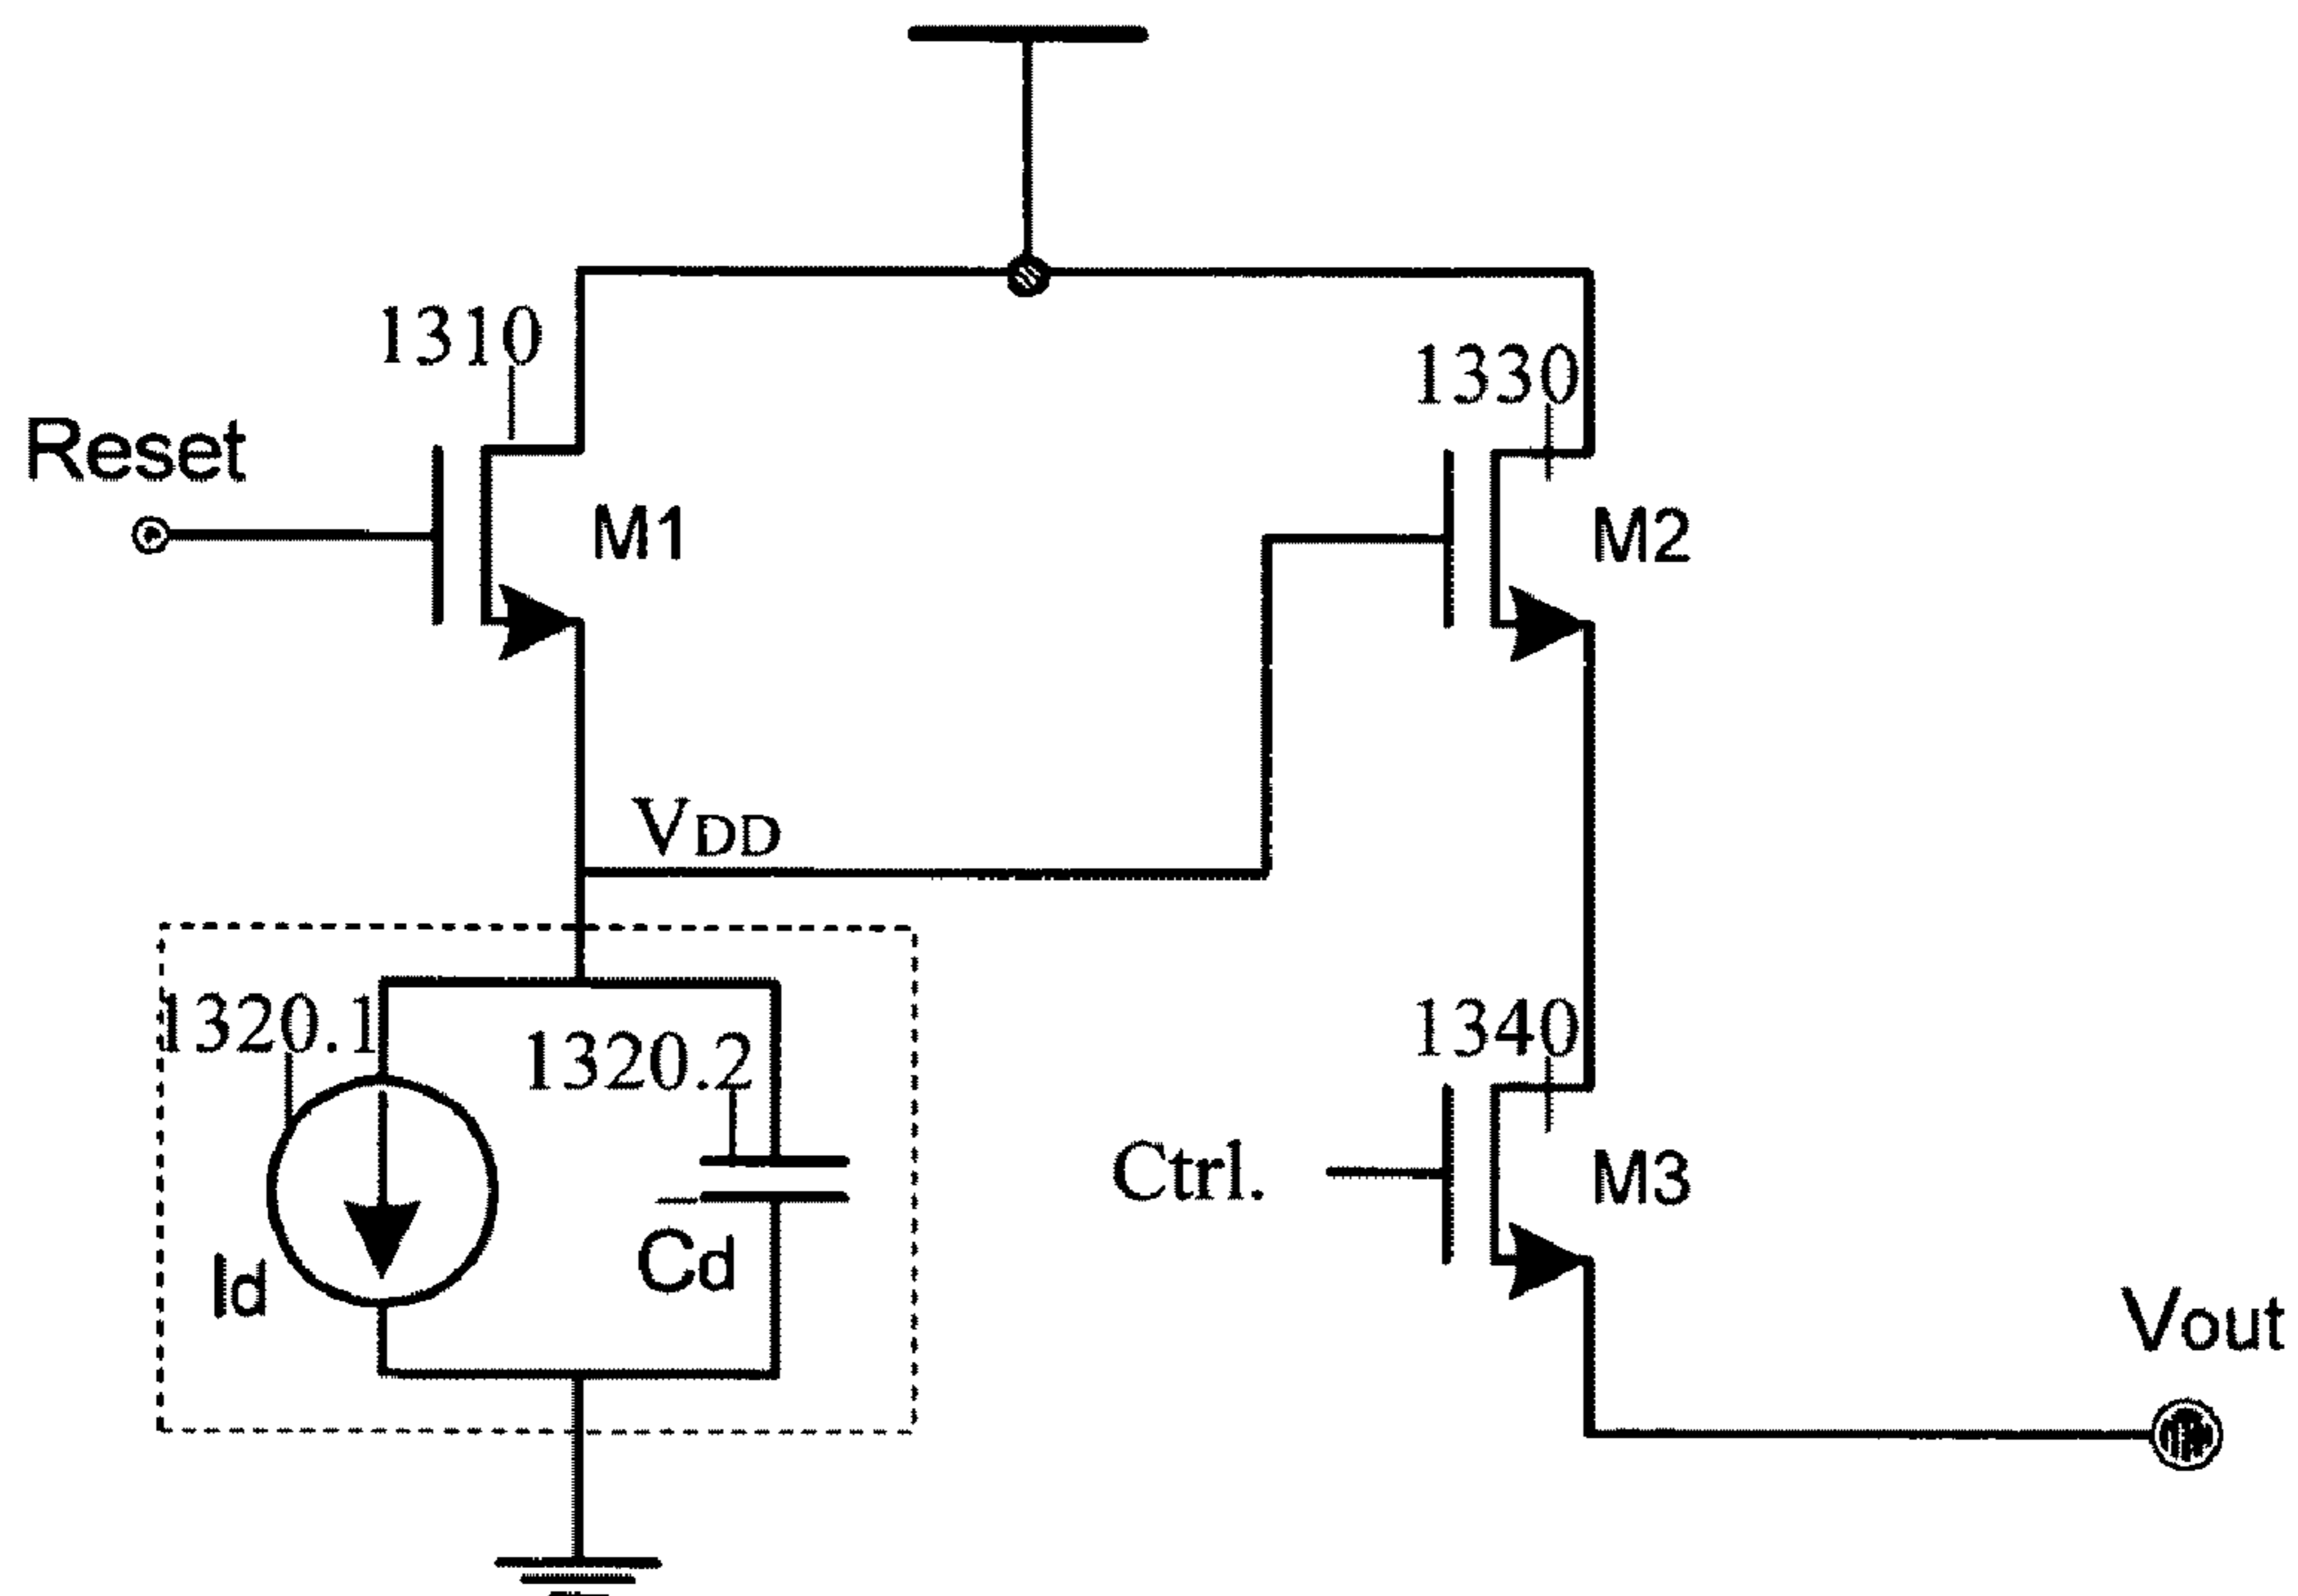 1310
1330
Reset
M1
M2
VDD
1320.1
1320.2
1340
Ctrl.
M3
Id
Cd
Vout